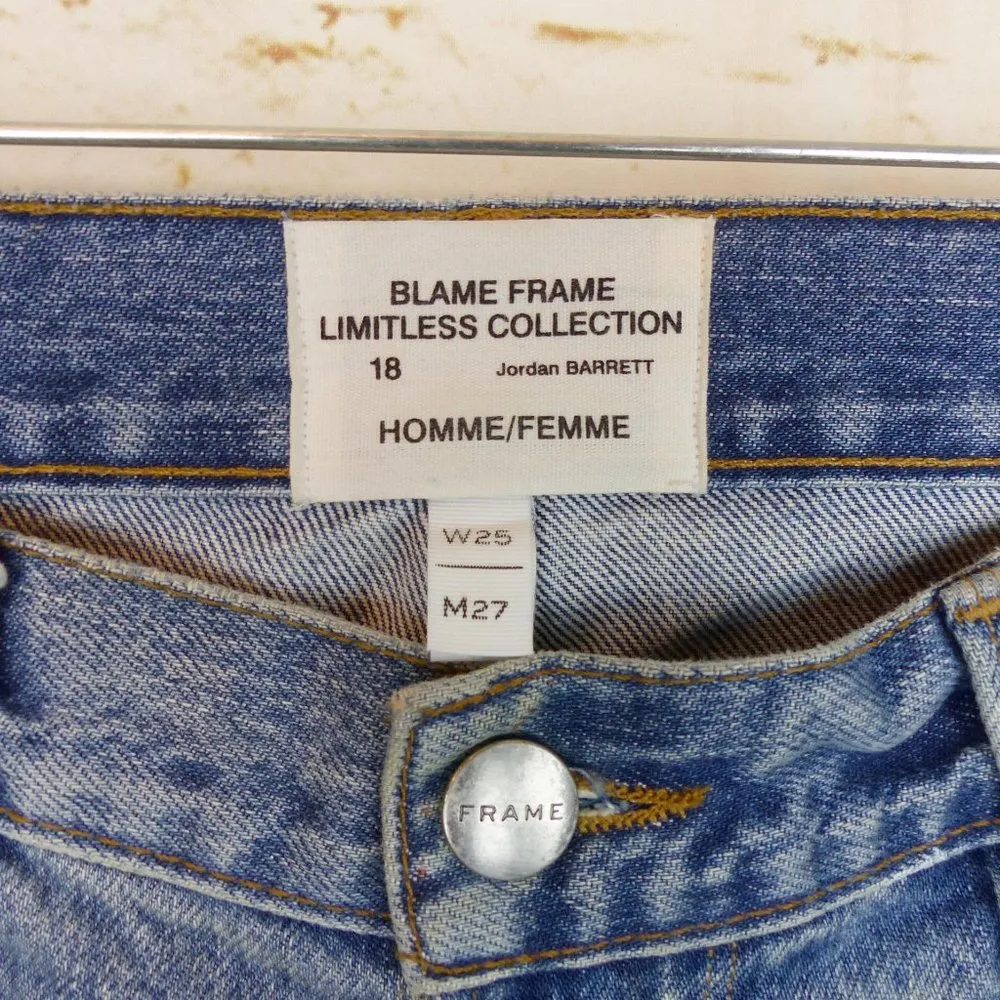 BLAME FRAME
LIMITLESS COLLECTION
18 Jordan BARRETT
HOMME/FEMME
W25
M27
FRAME